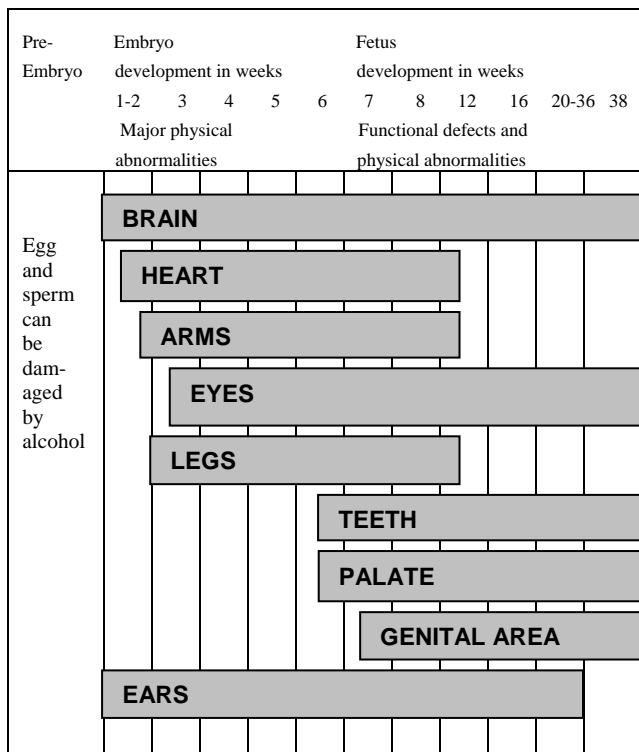 Pre-
Embryo
Embryo
development in weeks
Fetus
development in weeks
1-2 3 4 5 6 7 8 12 16 20-36 38
Major physical
abnormalities
Functional defects and
physical abnormalities
Egg
and
sperm
can
be
dam-
aged
by
alcohol
BRAIN
HEART
ARMS
EYES
LEGS
TEETH
PALATE
GENITAL AREA
EARS